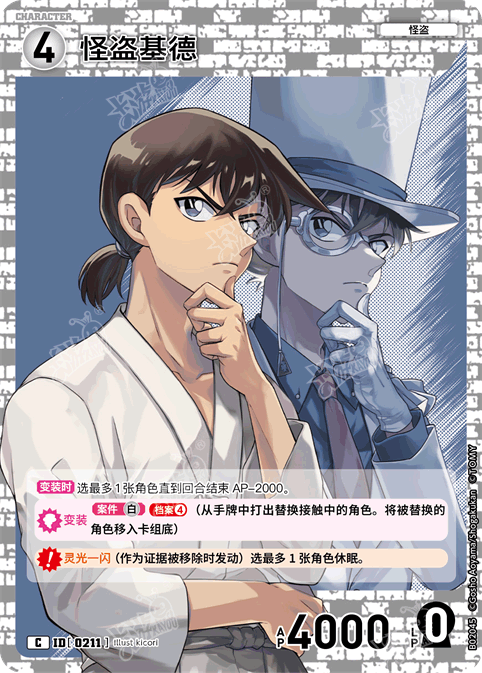 CHARACTER
4 怪盗基德
怪盗
变装时 选最多1张角色直到回合结束 AP-2000。
变装 案件 白 档案 4 （从手牌中打出替换接触中的角色。将被替换的
角色移入卡组底）
灵光一闪 (作为证据被移除时发动) 选最多 1 张角色休眠。
AP 4000 LP 0
C ID[ 0211 ] illust kicori
B02045 ©Gosho Aoyama/Shogakukan ©TOMY